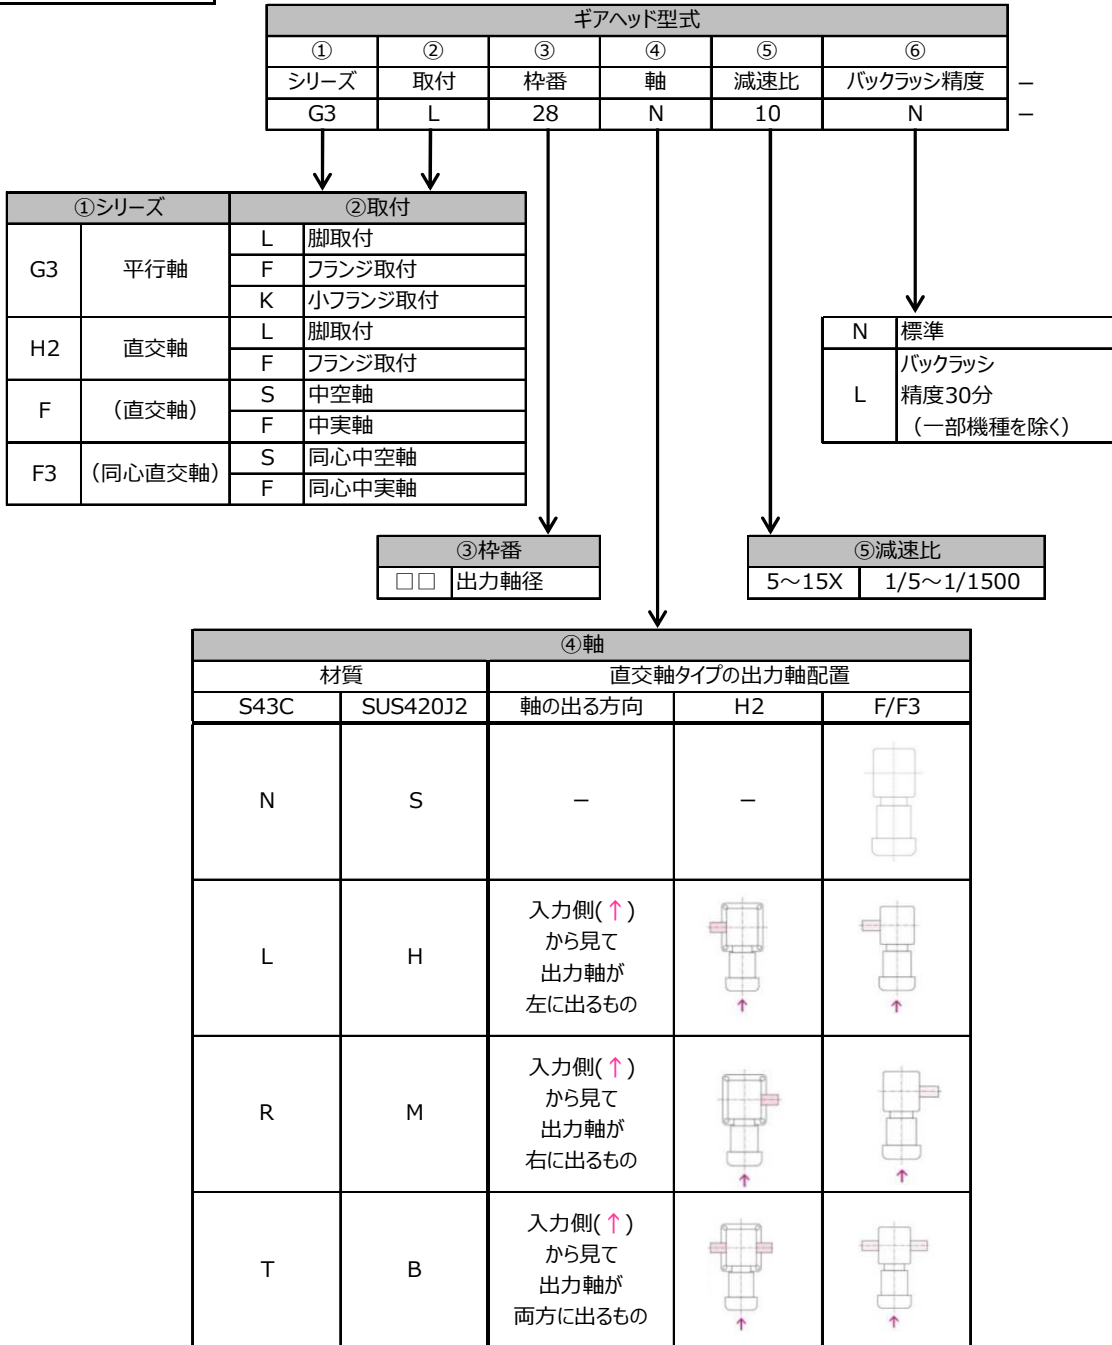 ギアヘッド型式
① ② ③ ④ ⑤ ⑥
シリーズ 取付 枠番 軸 減速比 バックラッシ精度 －
G3 L 28 N 10 N －
①シリーズ ②取付
G3 平行軸 L 脚取付
F フランジ取付
K 小フランジ取付
H2 直交軸 L 脚取付
F フランジ取付
F （直交軸） S 中空軸
F 中実軸
F3 （同心直交軸） S 同心中空軸
F 同心中実軸
N 標準
L バックラッシ
精度30分
（一部機種を除く）
③枠番
□□ 出力軸径
⑤減速比
5～15X 1/5～1/1500
④軸
材質 直交軸タイプの出力軸配置
S43C SUS420J2 軸の出る方向 H2 F/F3
N S － －
L H 入力側(↑)
から見て
出力軸が
左に出るもの
R M 入力側(↑)
から見て
出力軸が
右に出るもの
T B 入力側(↑)
から見て
出力軸が
両方に出るもの